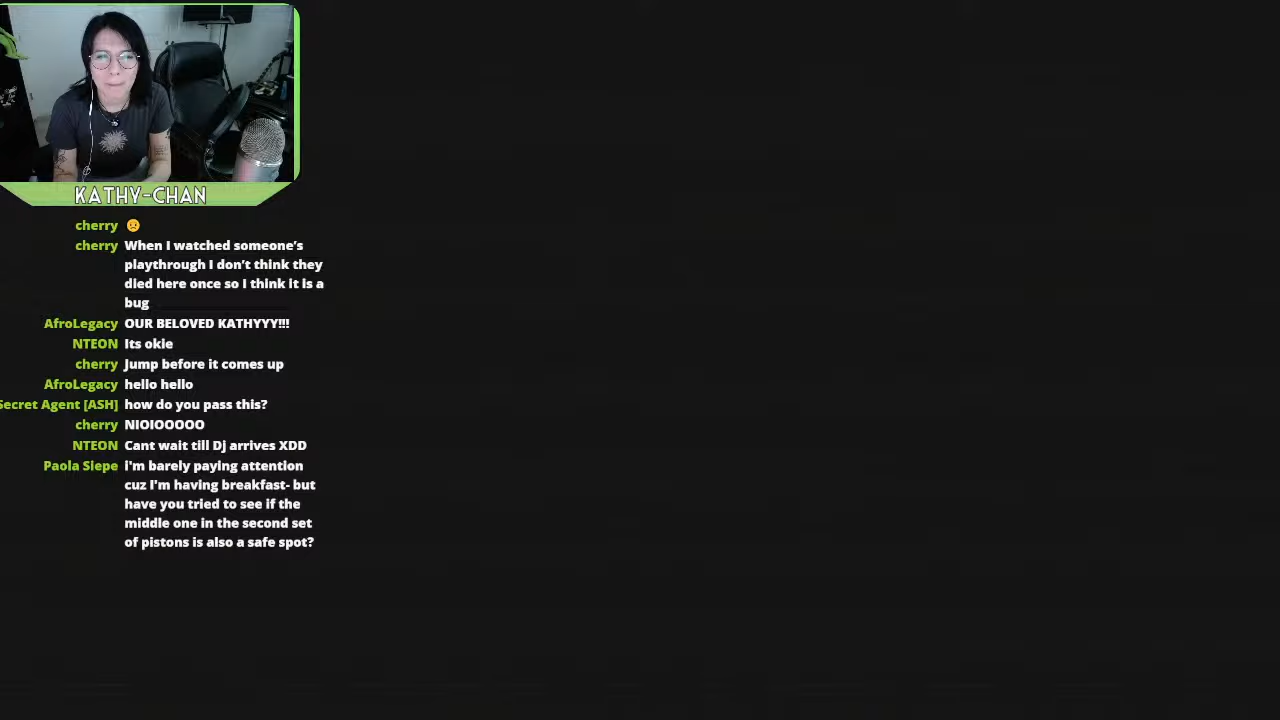 KATHY-CHAN
cherry ☹
cherry When I watched someone's
playthrough I don't think they
died here once so I think it is a
bug
AfroLegacy OUR BELOVED KATHYYY!!!
NTEON Its okie
cherry Jump before it comes up
AfroLegacy hello hello
Secret Agent [ASH] how do you pass this?
cherry NIOIOOOOO
NTEON Cant wait till Dj arrives XDD
Paola Siepe i'm barely paying attention
cuz I'm having breakfast- but
have you tried to see if the
middle one in the second set
of pistons is also a safe spot?